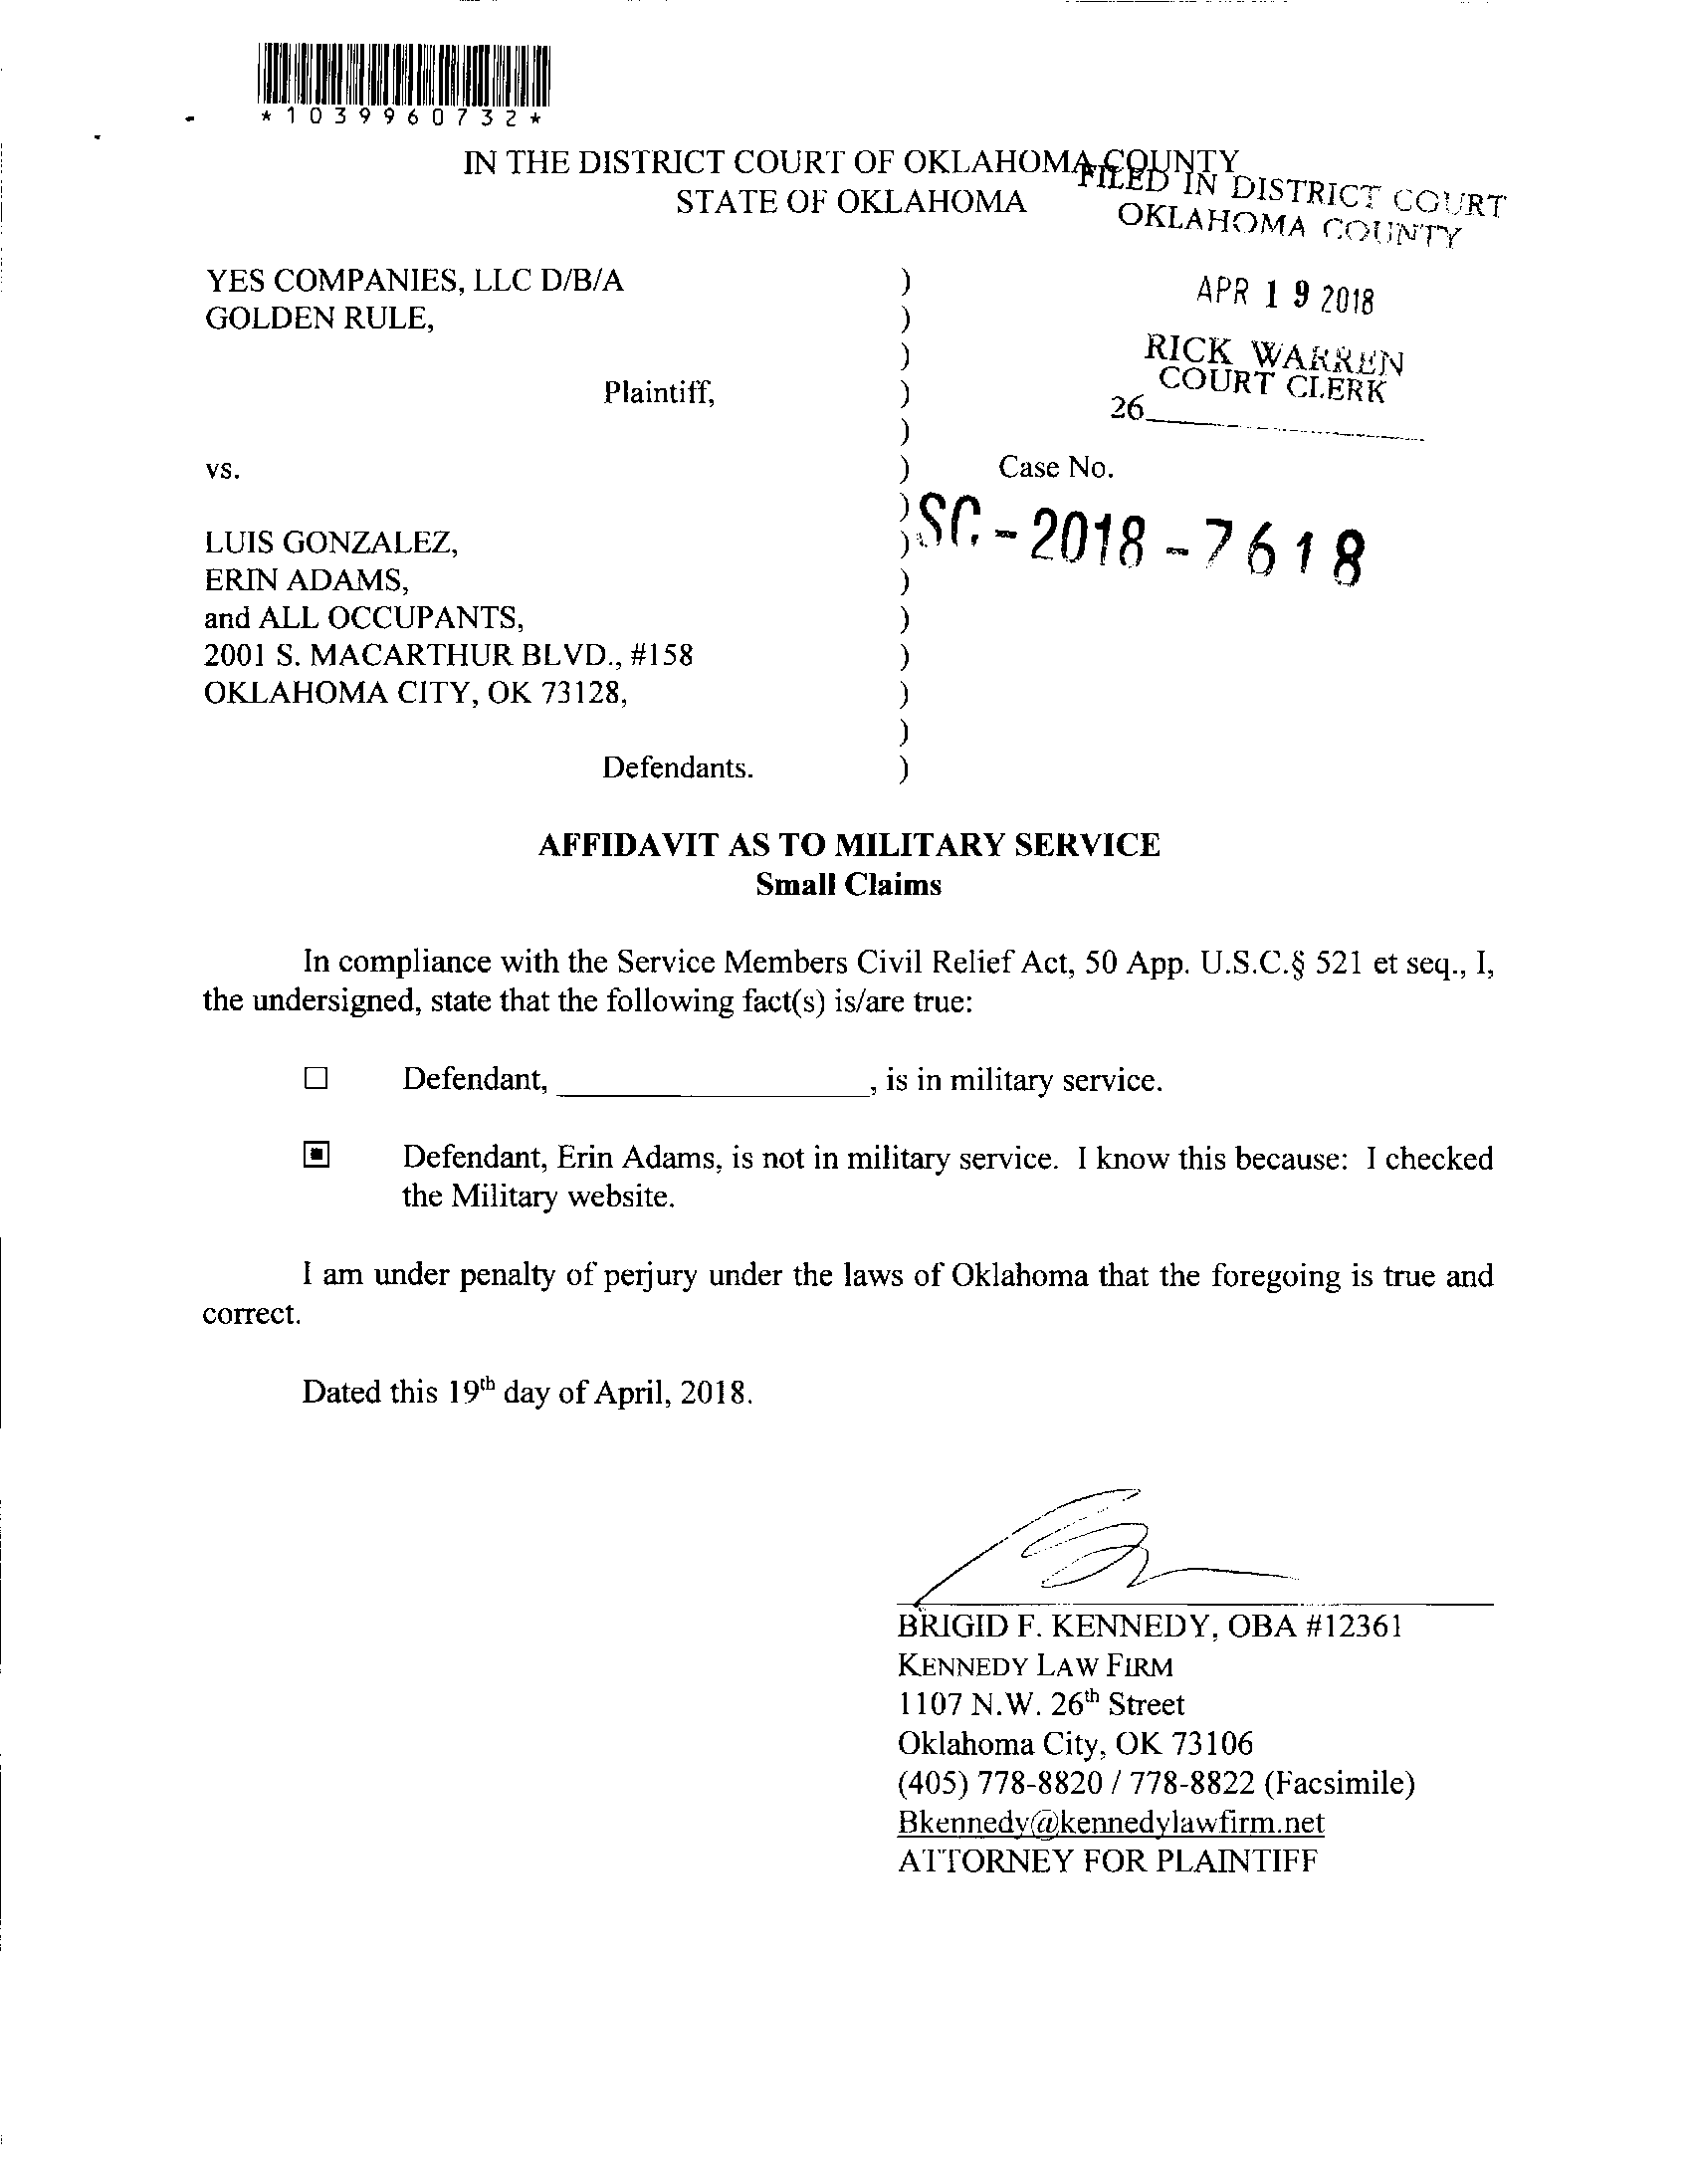 *1039960732*
IN THE DISTRICT COURT OF OKLAHOMA COUNTY
STATE OF OKLAHOMA
FILED IN DISTRICT COURT
OKLAHOMA COUNTY
YES COMPANIES, LLC D/B/A )
GOLDEN RULE, )
APR 19 2018
)
RICK WARREN
COURT CLERK
Plaintiff, )
26
)
vs. ) Case No.
) SC-2018-7618
LUIS GONZALEZ, )
ERIN ADAMS, )
and ALL OCCUPANTS, )
2001 S. MACARTHUR BLVD., #158 )
OKLAHOMA CITY, OK 73128, )
)
Defendants. )
AFFIDAVIT AS TO MILITARY SERVICE
Small Claims
In compliance with the Service Members Civil Relief Act, 50 App. U.S.C.§ 521 et seq., I,
the undersigned, state that the following fact(s) is/are true:
☐ Defendant, ____________________, is in military service.
▣ Defendant, Erin Adams, is not in military service. I know this because: I checked
the Military website.
I am under penalty of perjury under the laws of Oklahoma that the foregoing is true and
correct.
Dated this 19th day of April, 2018.
BRIGID F. KENNEDY, OBA #12361
KENNEDY LAW FIRM
1107 N.W. 26th Street
Oklahoma City, OK 73106
(405) 778-8820 / 778-8822 (Facsimile)
Bkennedy@kennedylawfirm.net
ATTORNEY FOR PLAINTIFF